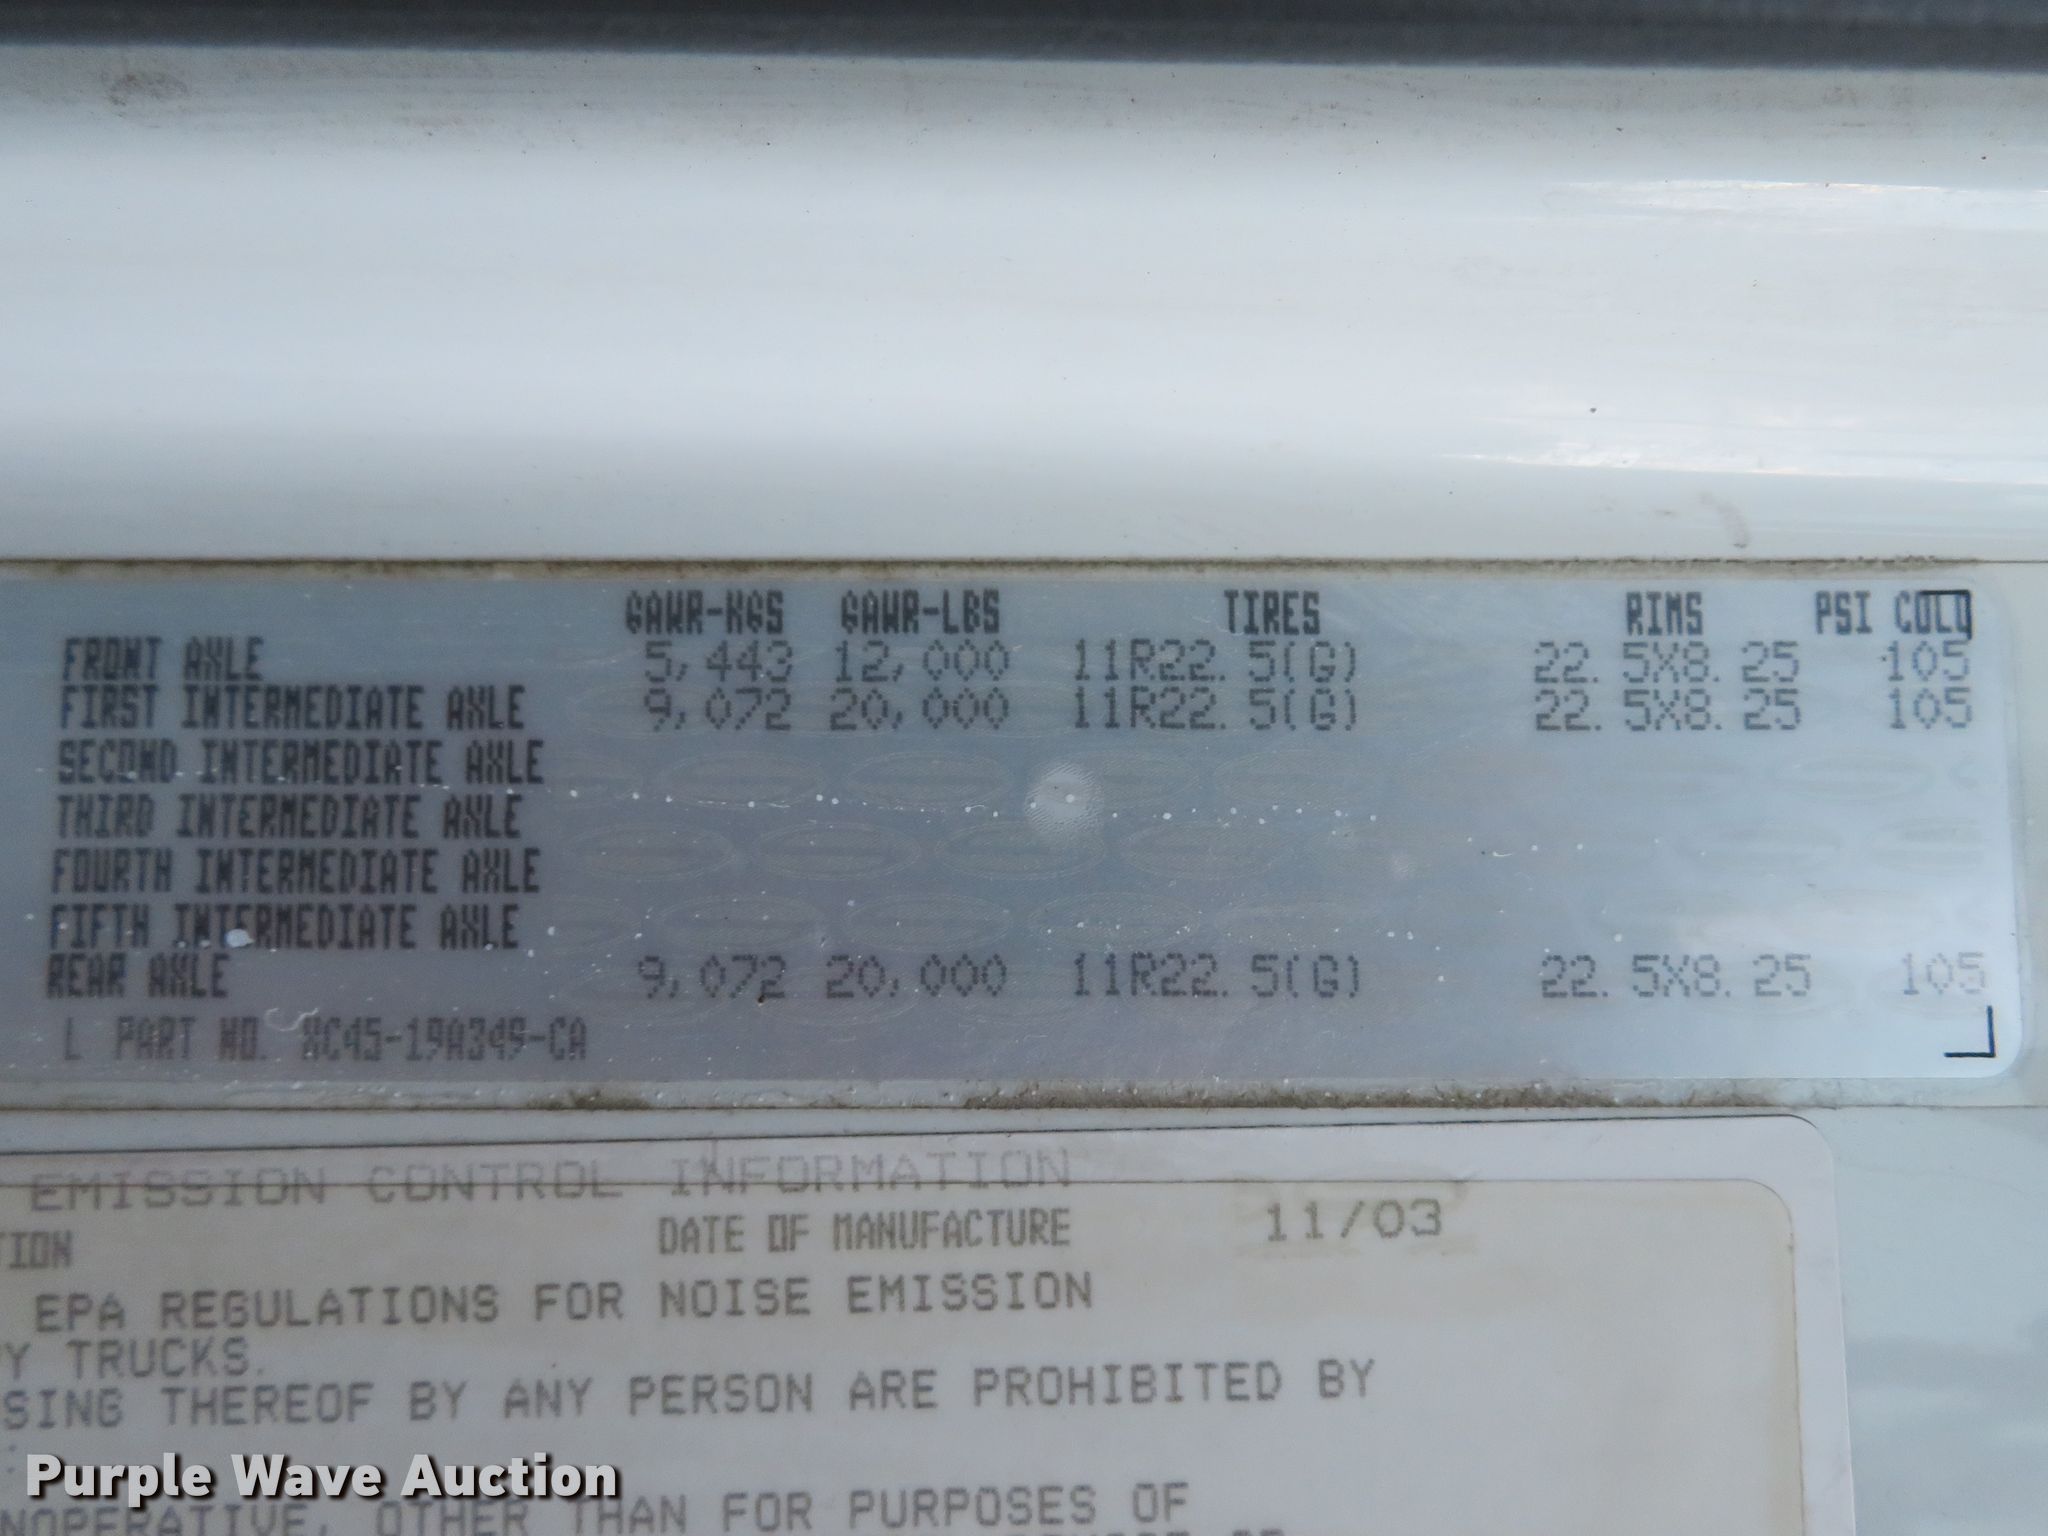 GAWR-KGS GAWR-LBS TIRES RIMS PSI COLD
FRONT AXLE 5,443 12,000 11R22.5(G) 22.5X8.25 105
FIRST INTERMEDIATE AXLE 9,072 20,000 11R22.5(G) 22.5X8.25 105
SECOND INTERMEDIATE AXLE
THIRD INTERMEDIATE AXLE
FOURTH INTERMEDIATE AXLE
FIFTH INTERMEDIATE AXLE
REAR AXLE 9,072 20,000 11R22.5(G) 22.5X8.25 105
L PART NO. XC45-19A349-CA
EMISSION CONTROL INFORMATION
TION DATE OF MANUFACTURE 11/03
EPA REGULATIONS FOR NOISE EMISSION
Y TRUCKS.
SING THEREOF BY ANY PERSON ARE PROHIBITED BY
Purple Wave Auction
NOPERATIVE, OTHER THAN FOR PURPOSES OF